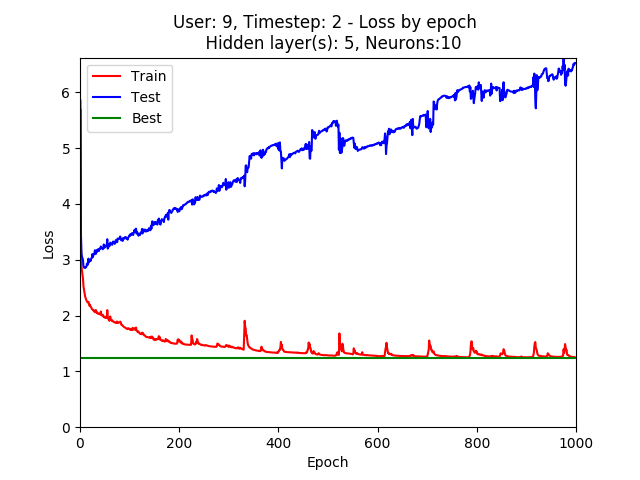 User: 9, Timestep: 2 - Loss by epoch
Hidden layer(s): 5, Neurons:10
Train
Test
Best
Loss
6
5
4
3
2
1
0
0 200 400 600 800 1000
Epoch